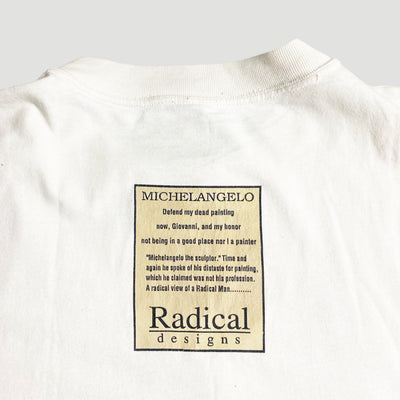 MICHELANGELO
Defend my dead painting
now, Giovanni, and my honor
not being in a good place nor I a painter
"Michelangelo the sculptor." Time and
again he spoke of his distaste for painting,
which he claimed was not his profession.
A radical view of a Radical Man...........
Radical
designs